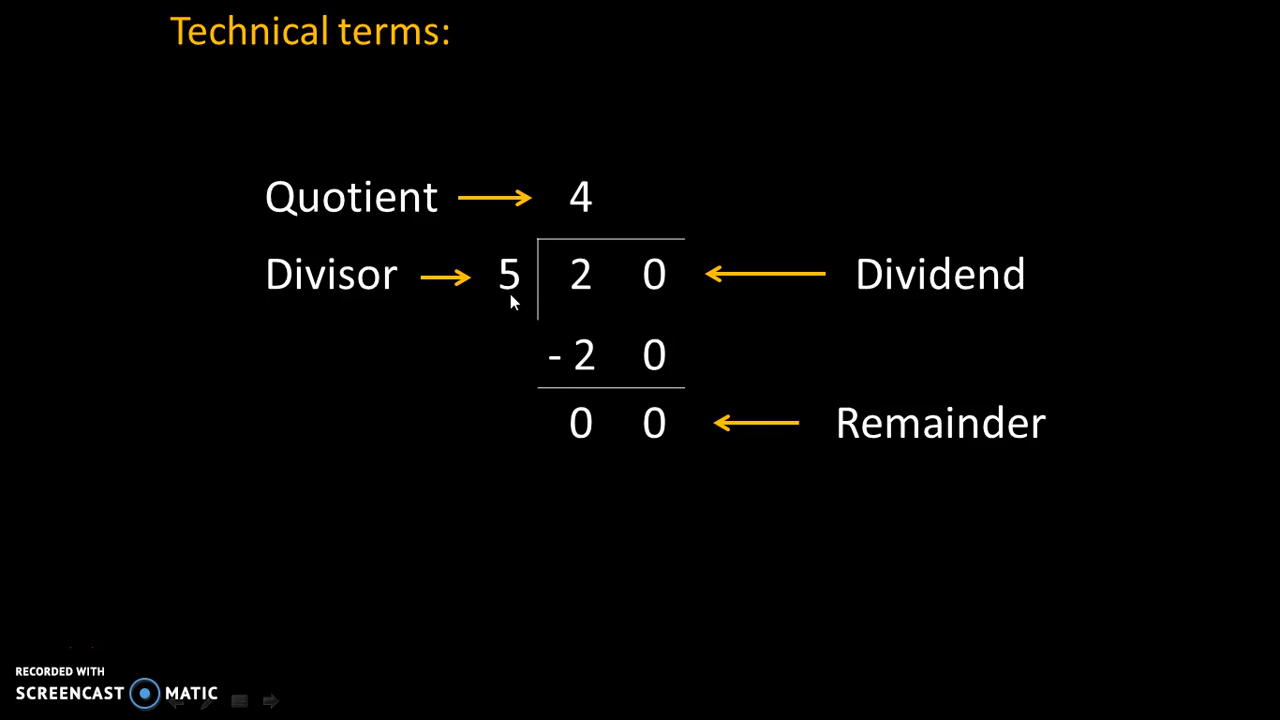 Technical terms:
Quotient → 4
Divisor → 5 2 0 ← Dividend
- 2 0
0 0 ← Remainder
RECORDED WITH
SCREENCAST MATIC